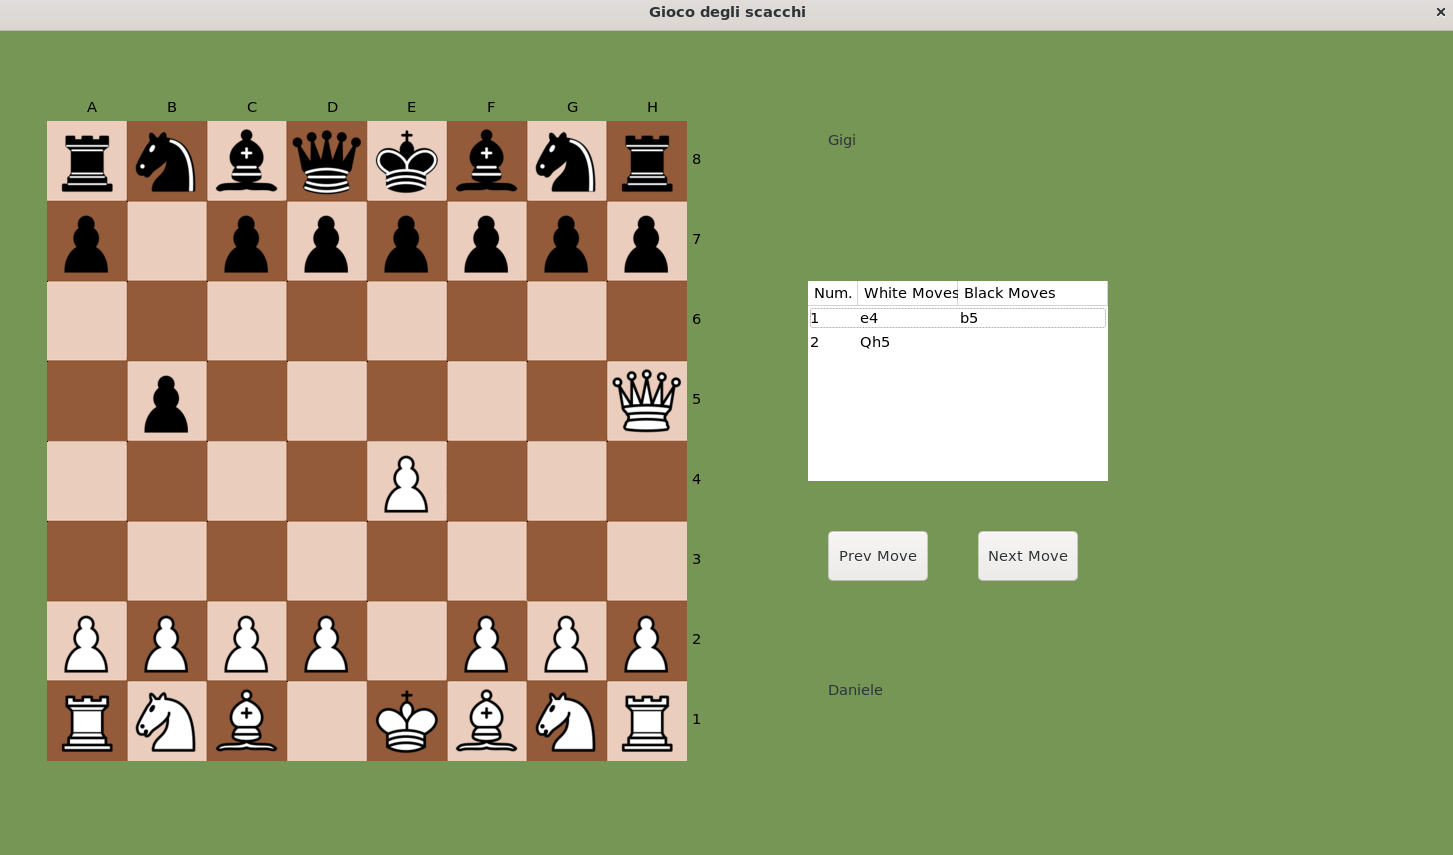 Gioco degli scacchi
×
A B C D E F G H
8
Gigi
7
Num. White Moves Black Moves
6
1 e4 b5
2 Qh5
5
4
Prev Move Next Move
3
2
Daniele
1